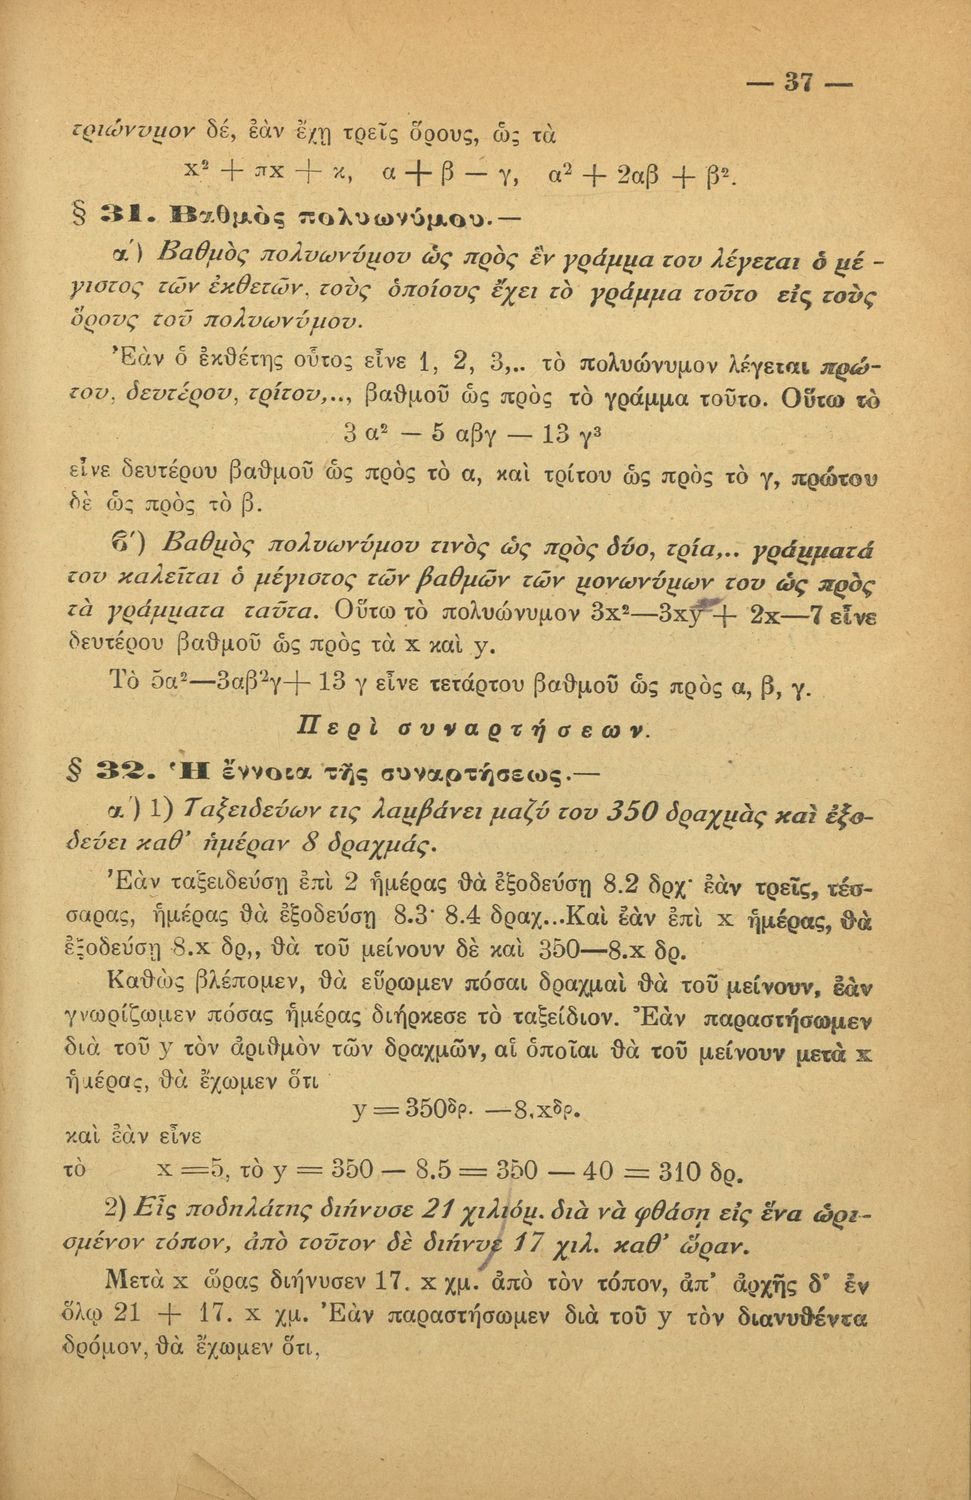 — 37 —
τριώνυμον δέ, ἐὰν ἔχῃ τρεῖς ὅρους, ὡς τὰ
x² + πx + κ, α + β — γ, α² + 2αβ + β².
§ 31. Βαθμὸς πολυωνύμου.—
α΄) Βαθμὸς πολυωνύμου ὡς πρὸς ἓν γράμμα του λέγεται ὁ μέ-
γιστος τῶν ἐκθετῶν, τοὺς ὁποίους ἔχει τὸ γράμμα τοῦτο εἰς τοὺς
ὅρους τοῦ πολυωνύμου.
Ἐὰν ὁ ἐκθέτης οὗτος εἶνε 1, 2, 3,.. τὸ πολυώνυμον λέγεται πρώ-
του, δευτέρου, τρίτου,.., βαθμοῦ ὡς πρὸς τὸ γράμμα τοῦτο. Οὕτω τὸ
3 α² — 5 αβγ — 13 γ³
εἶνε δευτέρου βαθμοῦ ὡς πρὸς τὸ α, καὶ τρίτου ὡς πρὸς τὸ γ, πρώτου
δὲ ὡς πρὸς τὸ β.
ϐ΄) Βαθμὸς πολυωνύμου τινὸς ὡς πρὸς δύο, τρία,.. γράμματά
του καλεῖται ὁ μέγιστος τῶν βαθμῶν τῶν μονωνύμων του ὡς πρὸς
τὰ γράμματα ταῦτα. Οὕτω τὸ πολυώνυμον 3x²—3xy + 2x—7 εἶνε
δευτέρου βαθμοῦ ὡς πρὸς τὰ x καὶ y.
Τὸ 5α²—3αβ²γ+13 γ εἶνε τετάρτου βαθμοῦ ὡς πρὸς α, β, γ.
Περὶ συναρτήσεων.
§ 32. Ἡ ἔννοια τῆς συναρτήσεως.—
α΄) 1) Ταξειδεύων τις λαμβάνει μαζύ του 350 δραχμὰς καὶ ἐξο-
δεύει καθ' ἡμέραν 8 δραχμάς.
Ἐὰν ταξειδεύσῃ ἐπὶ 2 ἡμέρας θὰ ἐξοδεύσῃ 8.2 δρχ· ἐὰν τρεῖς, τέσ-
σαρας, ἡμέρας θὰ ἐξοδεύσῃ 8.3· 8.4 δραχ...Καὶ ἐὰν ἐπὶ x ἡμέρας, θὰ
ἐξοδεύσῃ 8.x δρ,, θὰ τοῦ μείνουν δὲ καὶ 350—8.x δρ.
Καθὼς βλέπομεν, θὰ εὕρωμεν πόσαι δραχμαὶ θὰ τοῦ μείνουν, ἐὰν
γνωρίζωμεν πόσας ἡμέρας διήρκεσε τὸ ταξείδιον. Ἐὰν παραστήσωμεν
διὰ τοῦ y τὸν ἀριθμὸν τῶν δραχμῶν, αἱ ὁποῖαι θὰ τοῦ μείνουν μετὰ x
ἡμέρας, θὰ ἔχωμεν ὅτι
y = 350δρ. —8.xδρ.
καὶ ἐὰν εἶνε
τὸ x =5, τὸ y = 350 — 8.5 = 350 — 40 = 310 δρ.
2) Εἷς ποδηλάτης διήνυσε 21 χιλιόμ. διὰ νὰ φθάσῃ εἰς ἕνα ὡρι-
σμένον τόπον, ἀπὸ τοῦτον δὲ διήνυε 17 χιλ. καθ' ὥραν.
Μετὰ x ὥρας διήνυσεν 17. x χμ. ἀπὸ τὸν τόπον, ἀπ' ἀρχῆς δ' ἐν
ὅλῳ 21 + 17. x χμ. Ἐὰν παραστήσωμεν διὰ τοῦ y τὸν διανυθέντα
δρόμον, θὰ ἔχωμεν ὅτι,